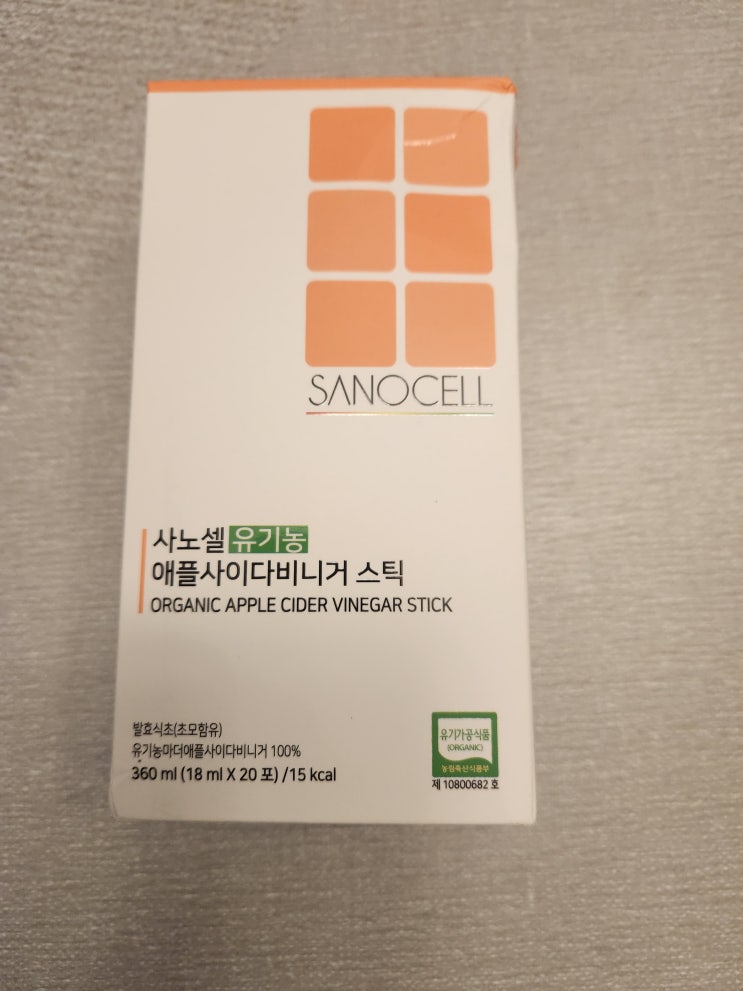 SANOCELL
사노셀 유기농
애플사이다비니거 스틱
ORGANIC APPLE CIDER VINEGAR STICK
발효식초(초모함유)
유기농마더애플사이다비니거 100%
360 ml (18 ml X 20 포) /15 kcal
유기가공식품
(ORGANIC)
농림축산식품부
제 10800682 호